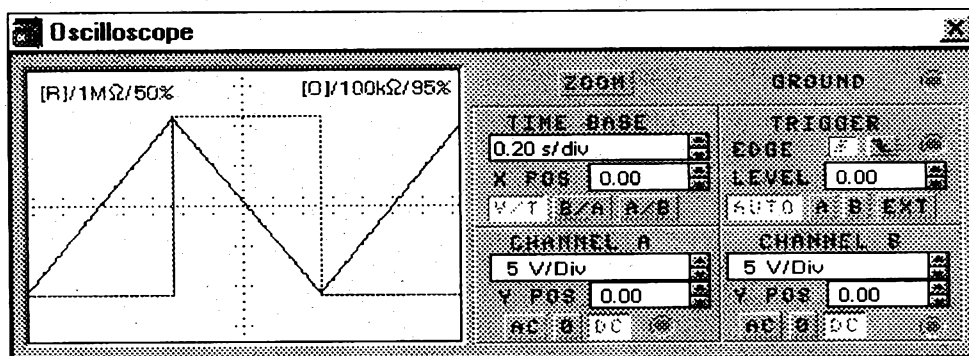 Oscilloscope
[R]/1MΩ/50% [O]/100kΩ/95%
ZOOM GROUND
TIME BASE
0.20 s/div
X POS 0.00
Y/T B/A A/B
TRIGGER
EDGE
LEVEL 0.00
AUTO A B EXT
CHANNEL A
5 V/Div
Y POS 0.00
AC 0 DC
CHANNEL B
5 V/Div
Y POS 0.00
AC 0 DC